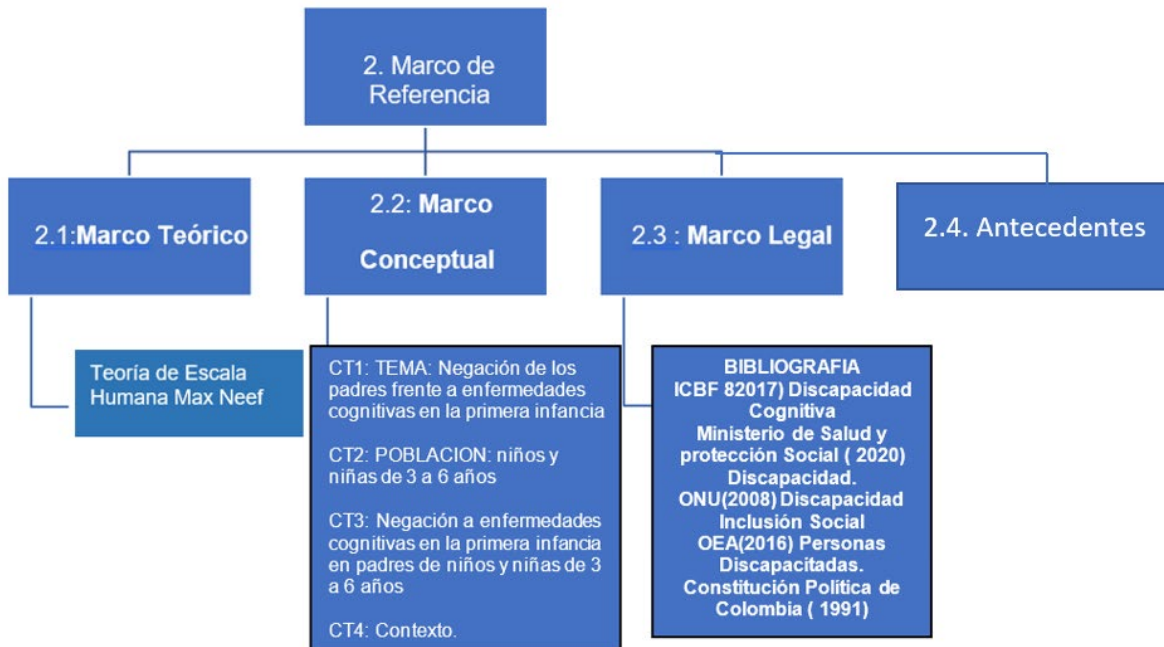 2. Marco de
Referencia
2.1:Marco Teórico
2.2: Marco
Conceptual
2.3 : Marco Legal
2.4. Antecedentes
Teoría de Escala
Humana Max Neef
CT1: TEMA: Negación de los
padres frente a enfermedades
cognitivas en la primera infancia
CT2: POBLACION: niños y
niñas de 3 a 6 años
CT3: Negación a enfermedades
cognitivas en la primera infancia
en padres de niños y niñas de 3
a 6 años
CT4: Contexto.
BIBLIOGRAFIA
ICBF 82017) Discapacidad
Cognitiva
Ministerio de Salud y
protección Social ( 2020)
Discapacidad.
ONU(2008) Discapacidad
Inclusión Social
OEA(2016) Personas
Discapacitadas.
Constitución Política de
Colombia ( 1991)